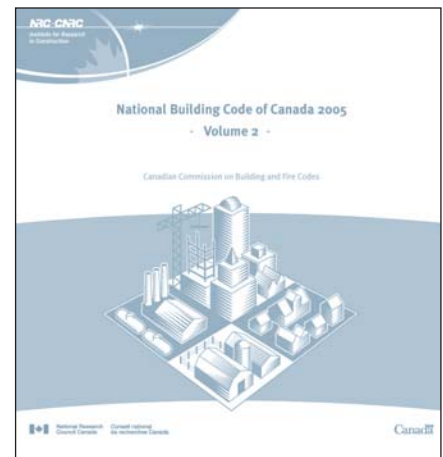 NRC·CNRC
Institute for Research
in Construction
National Building Code of Canada 2005
- Volume 2 -
Canadian Commission on Building and Fire Codes
National Research Council Canada
Conseil national de recherches Canada
Canada